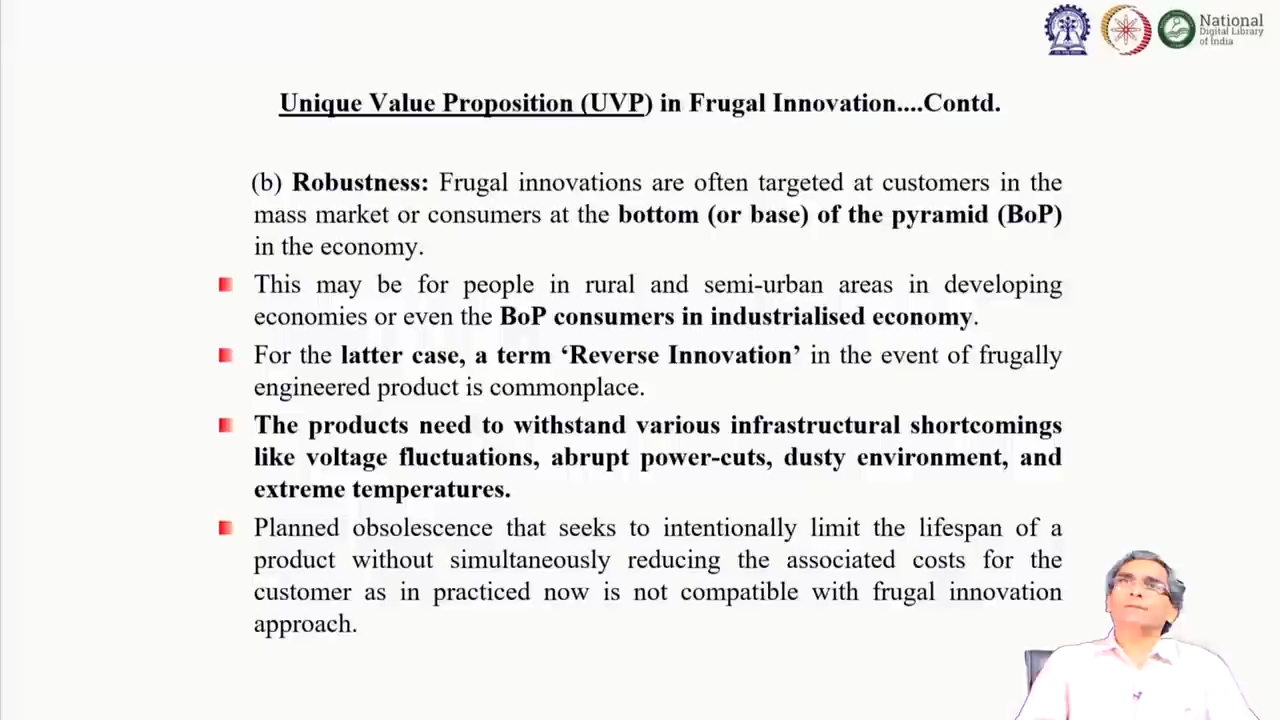 National
Digital Library
of India
Unique Value Proposition (UVP) in Frugal Innovation....Contd.
(b) Robustness: Frugal innovations are often targeted at customers in the
mass market or consumers at the bottom (or base) of the pyramid (BoP)
in the economy.
This may be for people in rural and semi-urban areas in developing
economies or even the BoP consumers in industrialised economy.
For the latter case, a term ‘Reverse Innovation’ in the event of frugally
engineered product is commonplace.
The products need to withstand various infrastructural shortcomings
like voltage fluctuations, abrupt power-cuts, dusty environment, and
extreme temperatures.
Planned obsolescence that seeks to intentionally limit the lifespan of a
product without simultaneously reducing the associated costs for the
customer as in practiced now is not compatible with frugal innovation
approach.